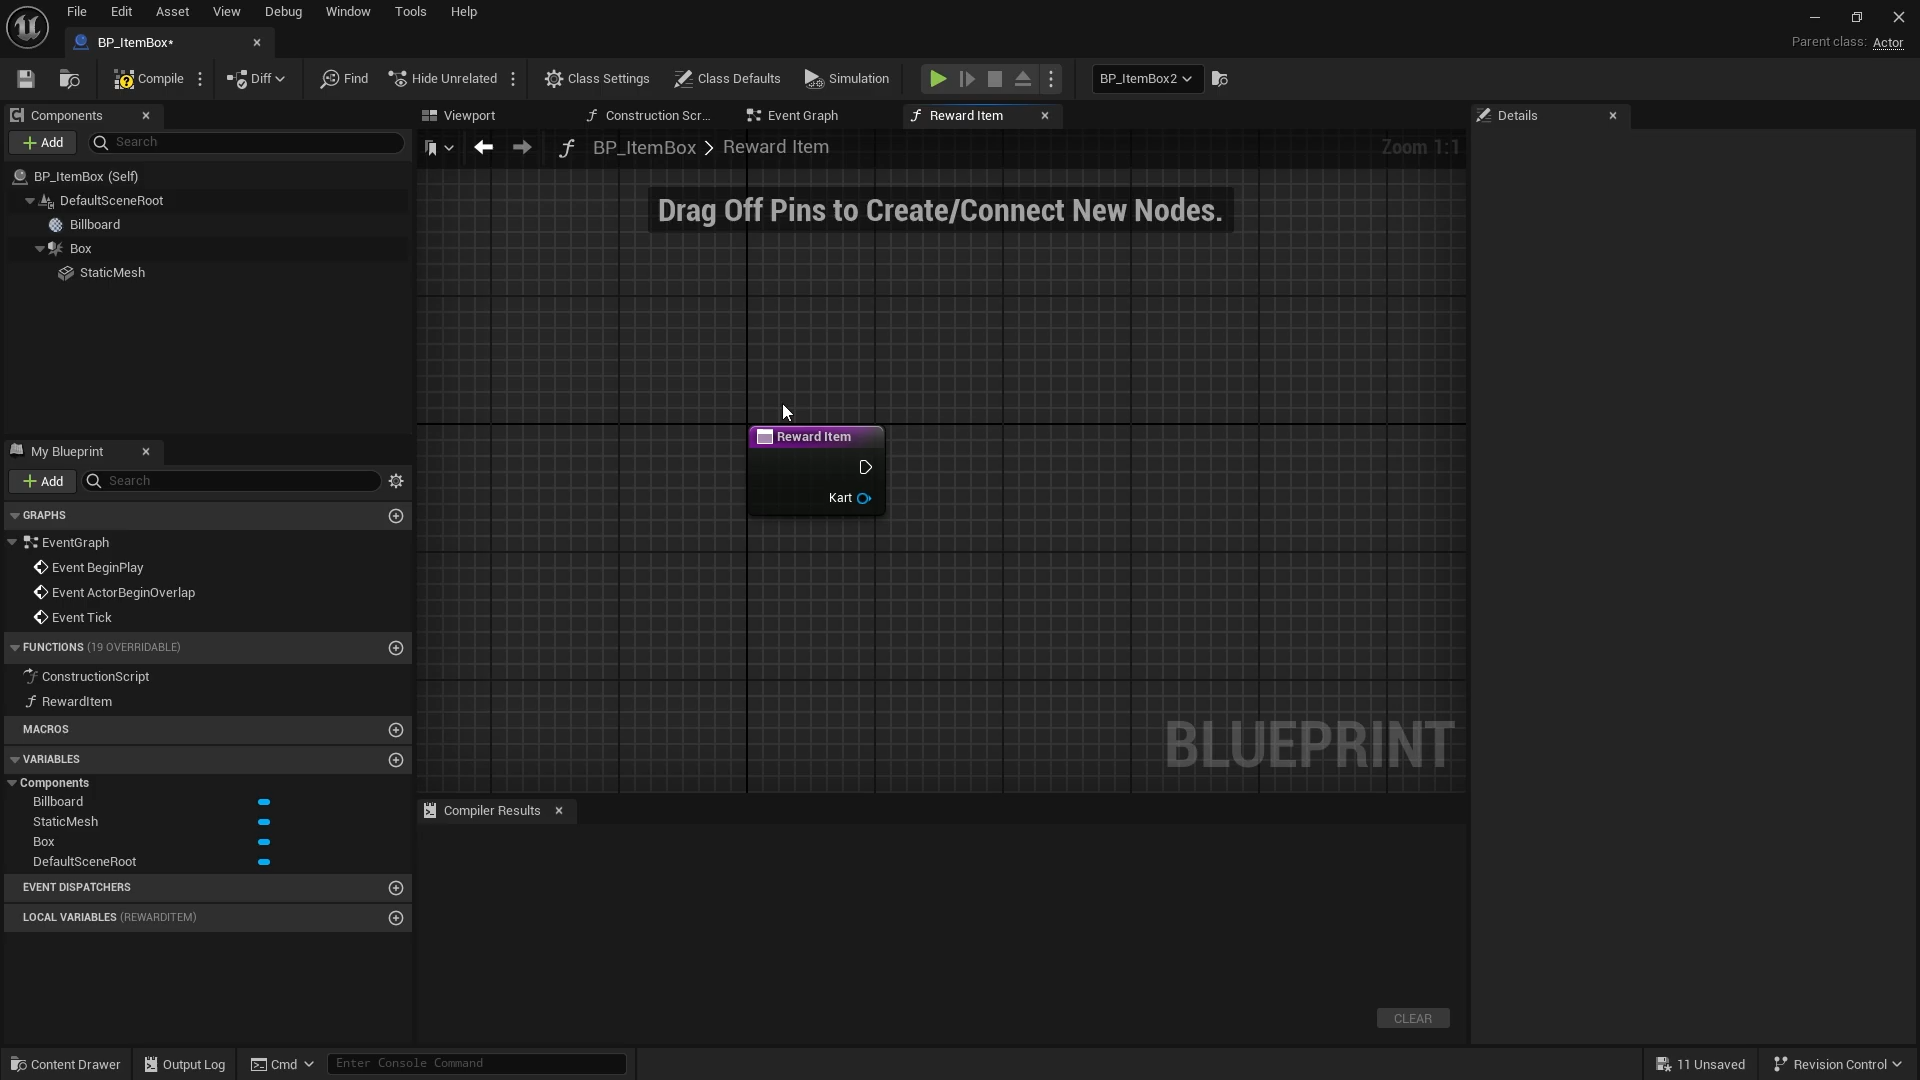 File Edit Asset View Debug Window Tools Help
BP_ItemBox*
Parent class: Actor
Compile Diff Find Hide Unrelated Class Settings Class Defaults Simulation BP_ItemBox2
Components
Add Search
BP_ItemBox (Self)
DefaultSceneRoot
Billboard
Box
StaticMesh
My Blueprint
Add Search
GRAPHS
EventGraph
Event BeginPlay
Event ActorBeginOverlap
Event Tick
FUNCTIONS (19 OVERRIDABLE)
ConstructionScript
RewardItem
MACROS
VARIABLES
Components
Billboard
StaticMesh
Box
DefaultSceneRoot
EVENT DISPATCHERS
LOCAL VARIABLES (REWARDITEM)
Viewport Construction Scr... Event Graph Reward Item
BP_ItemBox > Reward Item Zoom 1:1
Drag Off Pins to Create/Connect New Nodes.
Reward Item
Kart
BLUEPRINT
Compiler Results
CLEAR
Details
Content Drawer Output Log Cmd Enter Console Command 11 Unsaved Revision Control